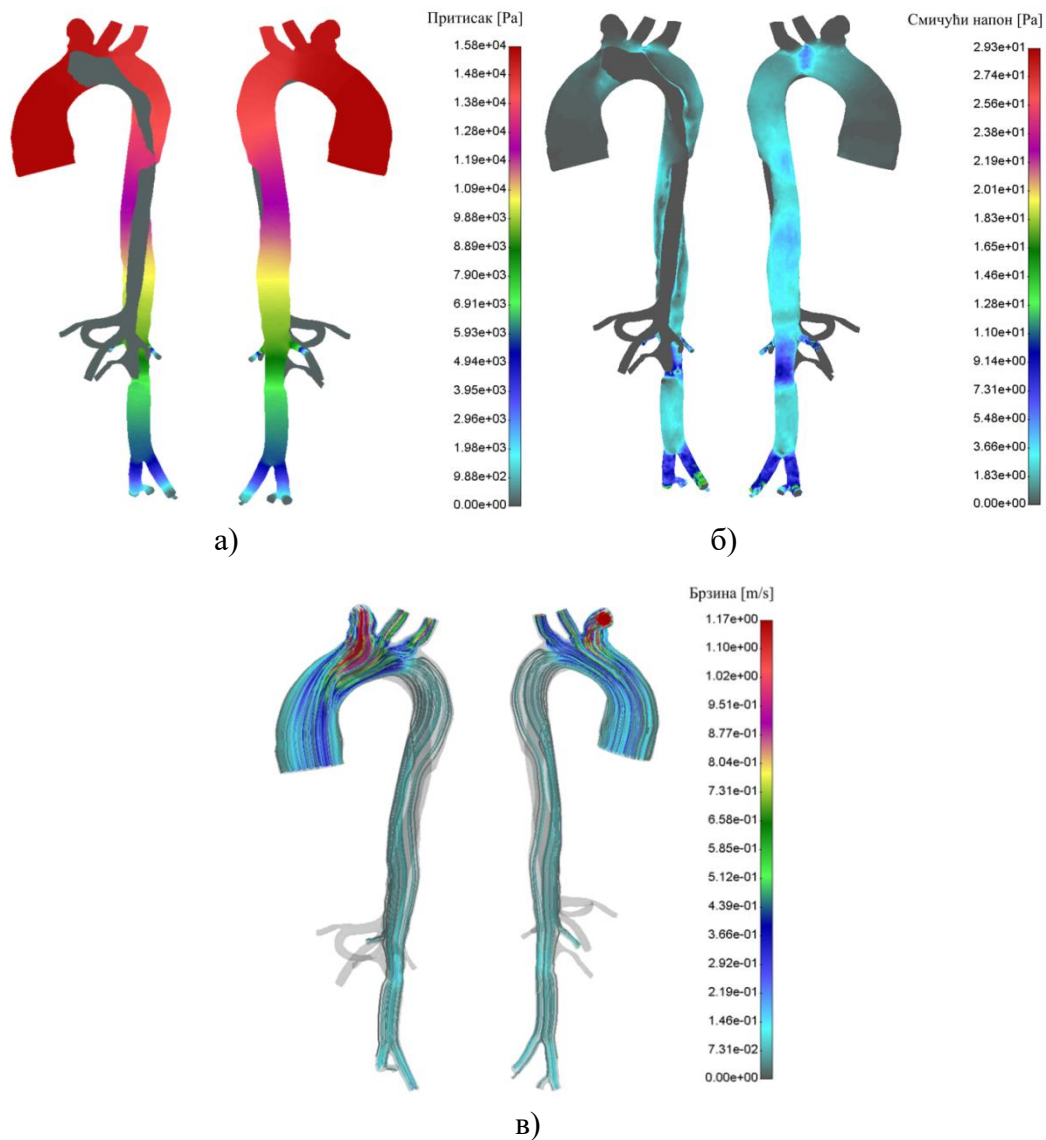 Притисак [Pa]
1.58e+04
1.48e+04
1.38e+04
1.28e+04
1.19e+04
1.09e+04
9.88e+03
8.89e+03
7.90e+03
6.91e+03
5.93e+03
4.94e+03
3.95e+03
2.96e+03
1.98e+03
9.88e+02
0.00e+00
а)
Смичући напон [Pa]
2.93e+01
2.74e+01
2.56e+01
2.38e+01
2.19e+01
2.01e+01
1.83e+01
1.65e+01
1.46e+01
1.28e+01
1.10e+01
9.14e+00
7.31e+00
5.48e+00
3.66e+00
1.83e+00
0.00e+00
б)
Брзина [m/s]
1.17e+00
1.10e+00
1.02e+00
9.51e-01
8.77e-01
8.04e-01
7.31e-01
6.58e-01
5.85e-01
5.12e-01
4.39e-01
3.66e-01
2.92e-01
2.19e-01
1.46e-01
7.31e-02
0.00e+00
в)